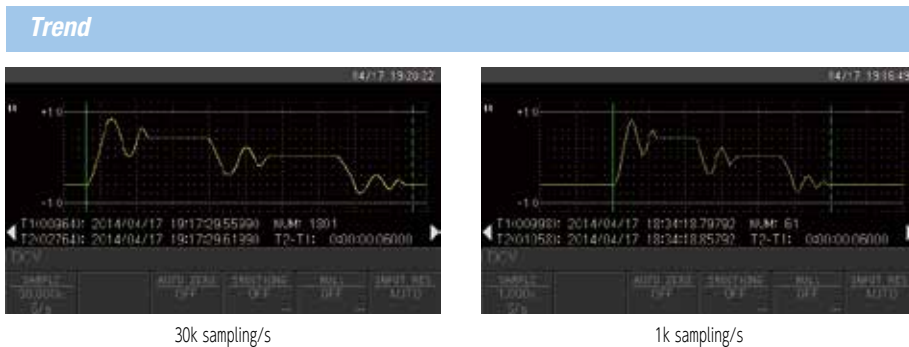 Trend
04/17 19:20:22
+1.0
-1.0
T1(00964): 2014/04/17 19:17:29.55990 NUM: 1801
T2(02764): 2014/04/17 19:17:29.61990 T2-T1: 0:00:00.06000
DCV
SAMPLE AUTO ZERO SMOOTHING NULL INPUT RES
30.000k OFF OFF OFF AUTO
S/s
30k sampling/s
04/17 19:16:49
+1.0
-1.0
T1(00998): 2014/04/17 18:34:18.79792 NUM: 61
T2(01058): 2014/04/17 18:34:18.85792 T2-T1: 0:00:00.06000
DCV
SAMPLE AUTO ZERO SMOOTHING NULL INPUT RES
1.000k OFF OFF OFF AUTO
S/s
1k sampling/s